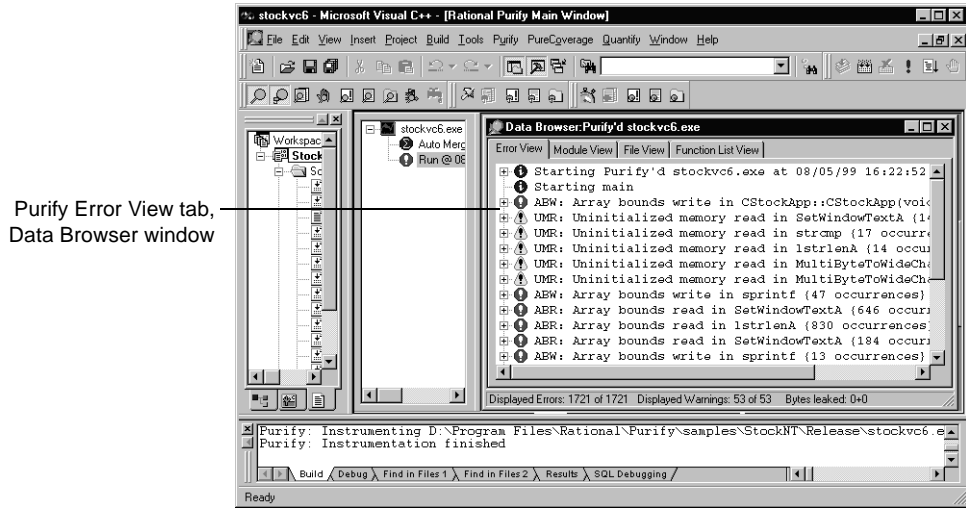 stockvc6 - Microsoft Visual C++ - [Rational Purify Main Window]
File Edit View Insert Project Build Tools Purify PureCoverage Quantify Window Help
Workspac
Stock
Sc
stockvc6.exe
Auto Merg
Run @ 08
Data Browser:Purify'd stockvc6.exe
Error View Module View File View Function List View
Starting Purify'd stockvc6.exe at 08/05/99 16:22:52
Starting main
ABW: Array bounds write in CStockApp::CStockApp(voic
UMR: Uninitialized memory read in SetWindowTextA {14
UMR: Uninitialized memory read in strcmp {17 occurre
UMR: Uninitialized memory read in lstrlenA {14 occur
UMR: Uninitialized memory read in MultiByteToWideCha
UMR: Uninitialized memory read in MultiByteToWideCha
ABW: Array bounds write in sprintf {47 occurrences}
ABR: Array bounds read in SetWindowTextA {646 occurr
ABR: Array bounds read in lstrlenA {830 occurrences}
ABR: Array bounds read in SetWindowTextA {184 occurr
ABW: Array bounds write in sprintf {13 occurrences}
Displayed Errors: 1721 of 1721 Displayed Warnings: 53 of 53 Bytes leaked: 0+0
Purify Error View tab,
Data Browser window
Purify: Instrumenting D:\Program Files\Rational\Purify\samples\StockNT\Release\stockvc6.e
Purify: Instrumentation finished
Build Debug Find in Files 1 Find in Files 2 Results SQL Debugging
Ready